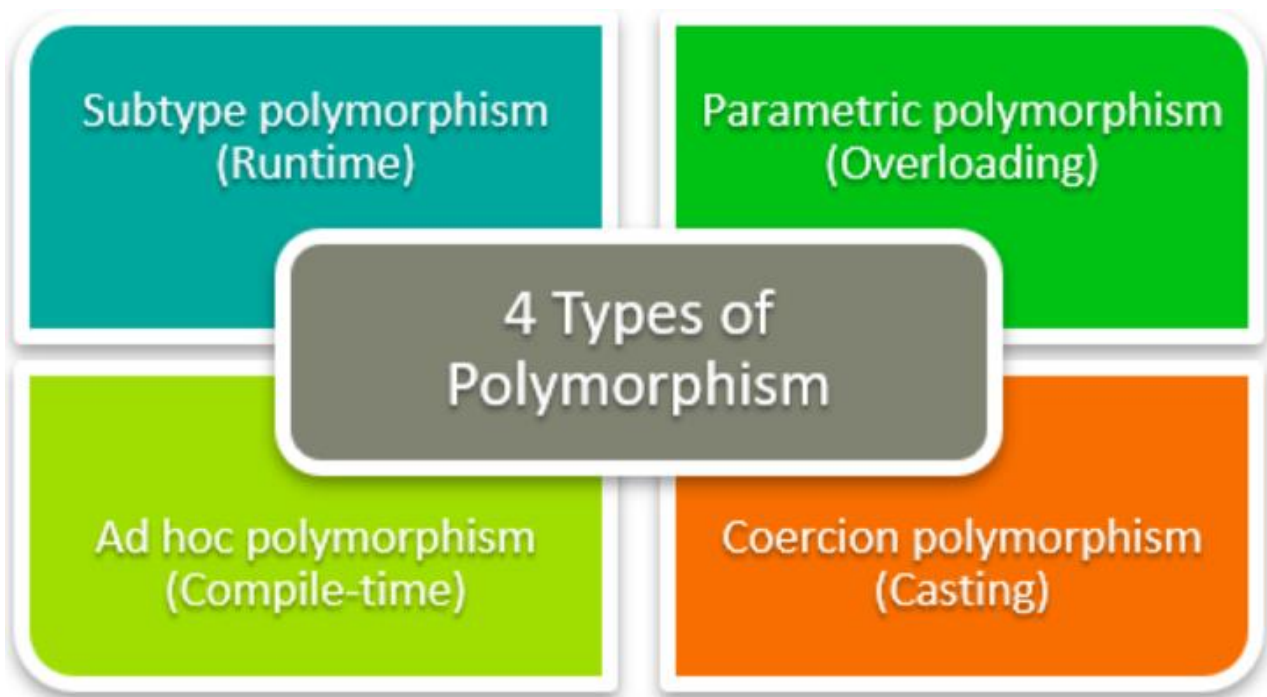 Subtype polymorphism
(Runtime)
Parametric polymorphism
(Overloading)
4 Types of
Polymorphism
Ad hoc polymorphism
(Compile-time)
Coercion polymorphism
(Casting)